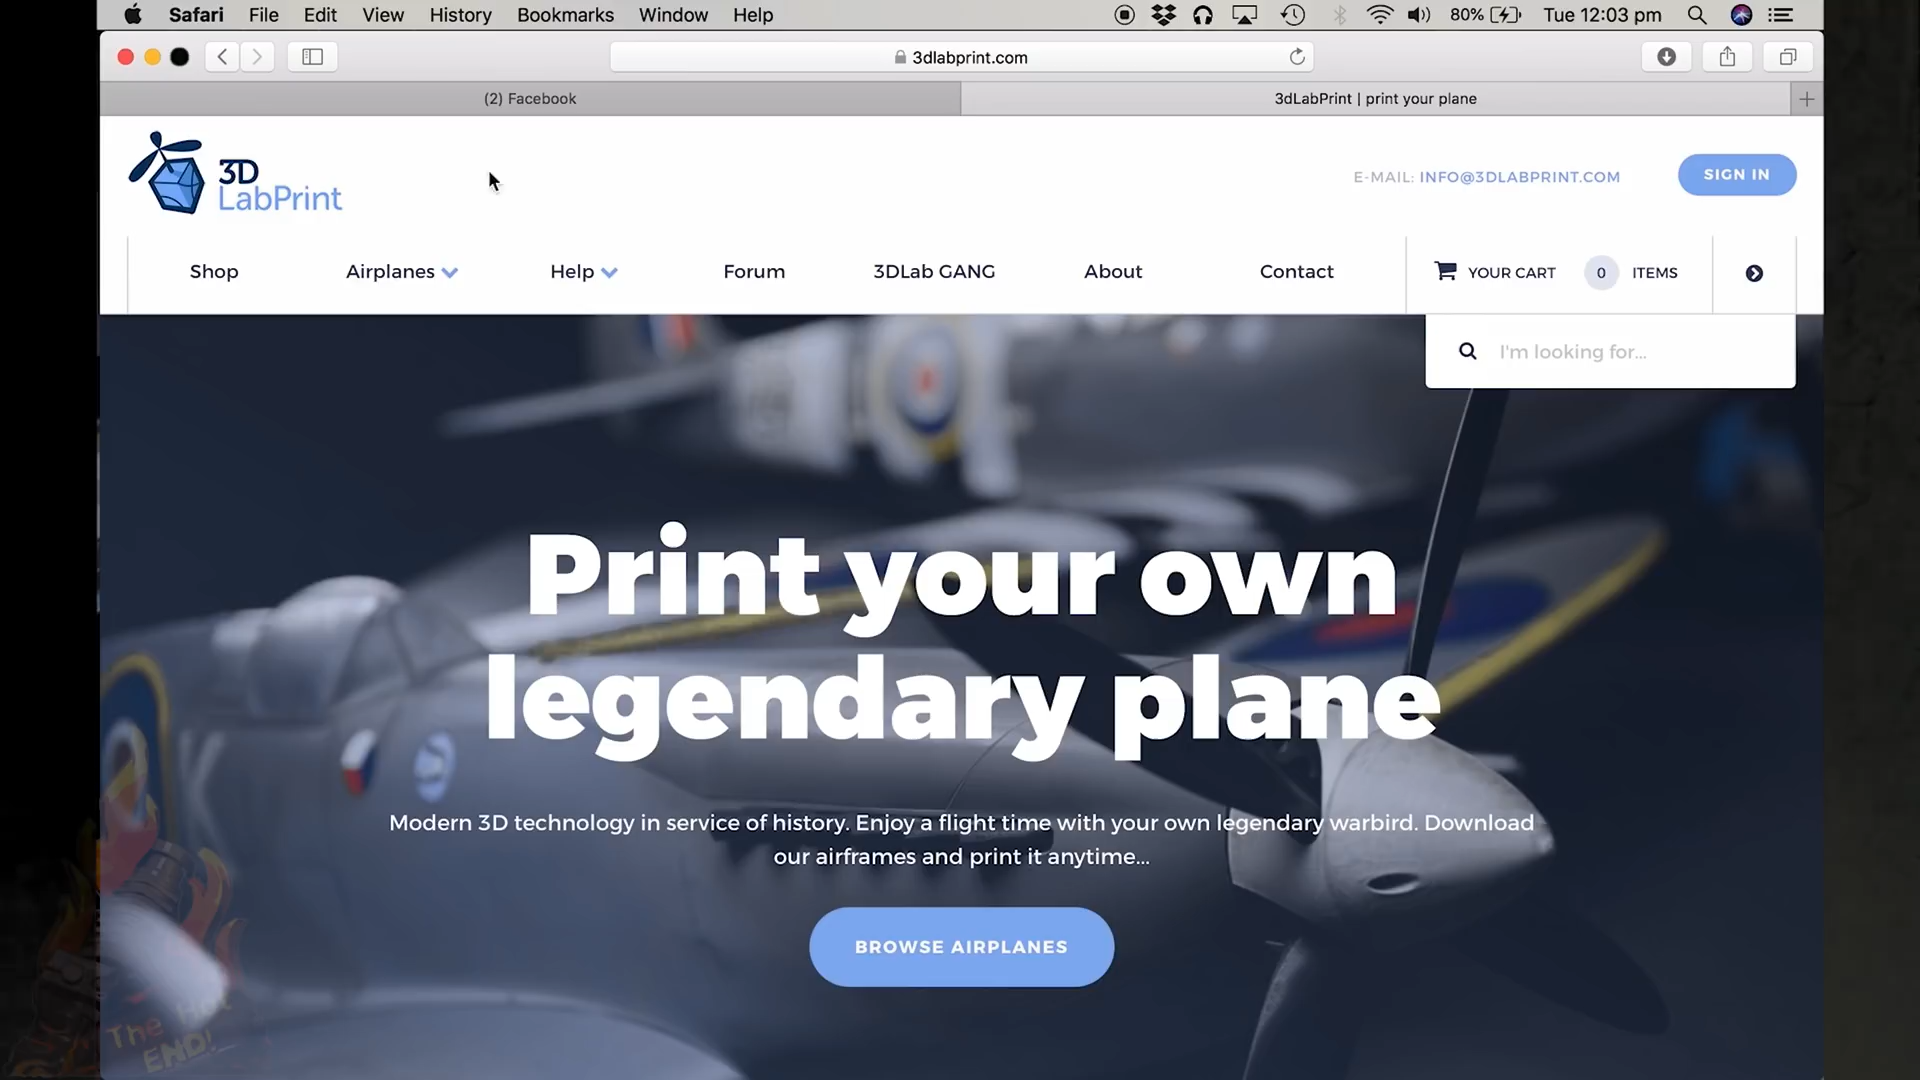 Safari File Edit View History Bookmarks Window Help 80% Tue 12:03 pm
3dlabprint.com
(2) Facebook 3dLabPrint | print your plane
3D
LabPrint
E-MAIL: INFO@3DLABPRINT.COM SIGN IN
Shop Airplanes Help Forum 3DLab GANG About Contact YOUR CART 0 ITEMS
I'm looking for...
Print your own
legendary plane
Modern 3D technology in service of history. Enjoy a flight time with your own legendary warbird. Download
our airframes and print it anytime...
BROWSE AIRPLANES
The Hot
END!